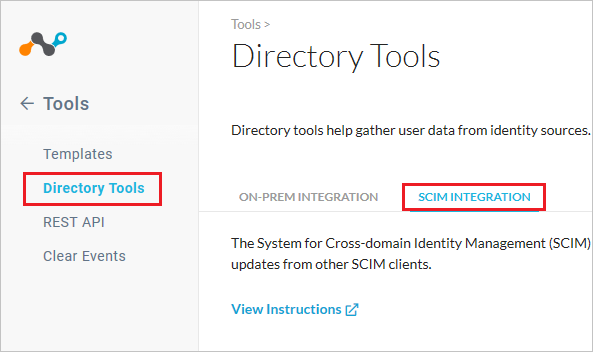 Tools
Templates
Directory Tools
REST API
Clear Events
Tools >
Directory Tools
Directory tools help gather user data from identity sources.
ON-PREM INTEGRATION SCIM INTEGRATION
The System for Cross-domain Identity Management (SCIM)
updates from other SCIM clients.
View Instructions